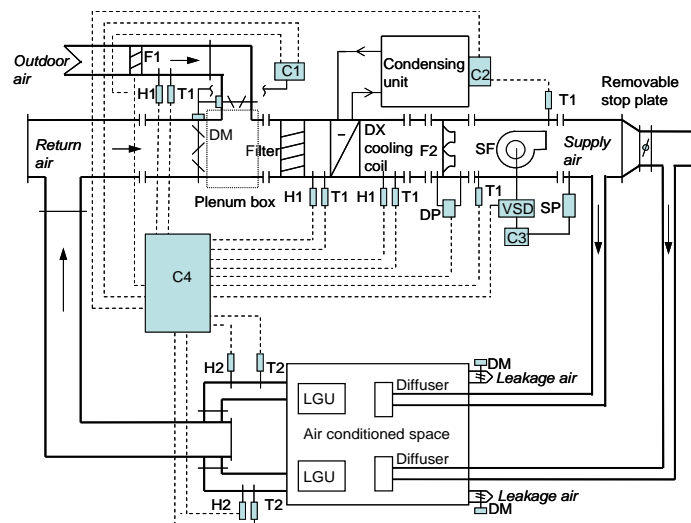 Outdoor
air
F1
H1
T1
C1
Condensing
unit
C2
T1
Removable
stop plate
Return
air
DM
Filter
–
DX
cooling
coil
F2
SF
Supply
air
Plenum box
H1
T1
H1
T1
DP
T1
VSD
SP
C3
C4
H2
T2
DM
Leakage air
LGU
Diffuser
Air conditioned space
LGU
Diffuser
Leakage air
DM
H2
T2